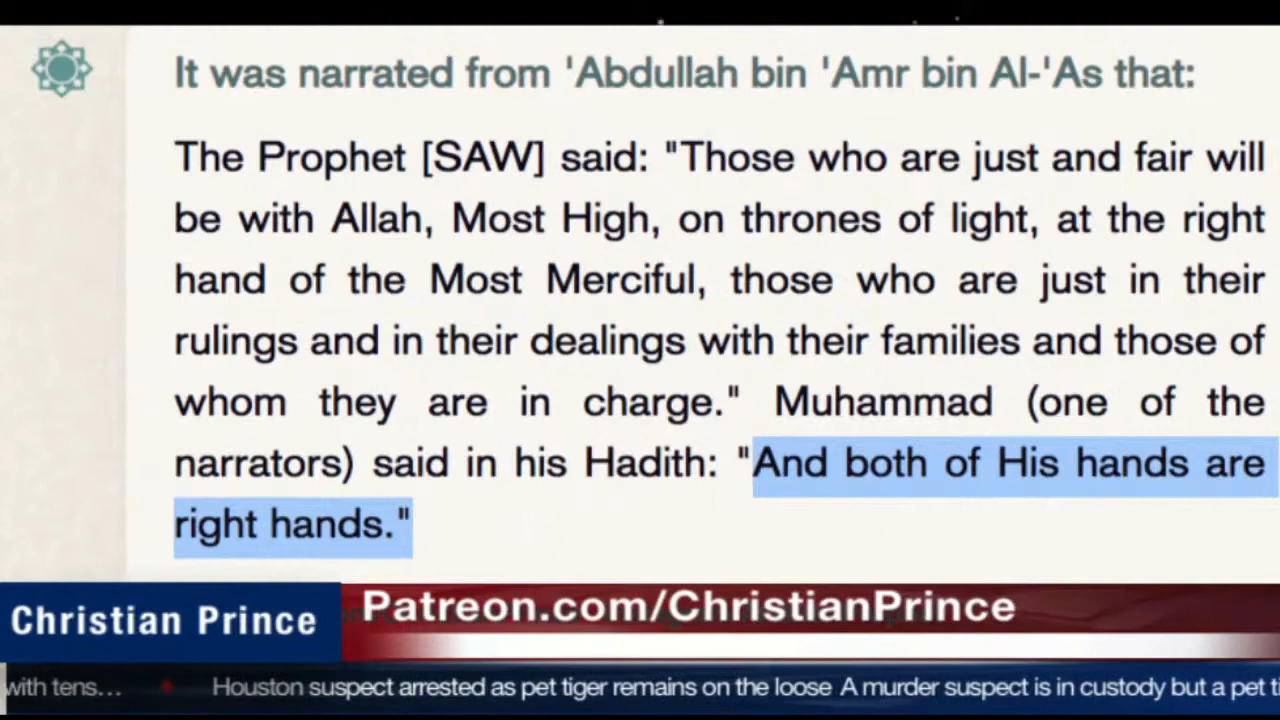 It was narrated from 'Abdullah bin 'Amr bin Al-'As that:
The Prophet [SAW] said: "Those who are just and fair will
be with Allah, Most High, on thrones of light, at the right
hand of the Most Merciful, those who are just in their
rulings and in their dealings with their families and those of
whom they are in charge." Muhammad (one of the
narrators) said in his Hadith: "And both of His hands are
right hands."
Christian Prince
Patreon.com/ChristianPrince
with tens... • Houston suspect arrested as pet tiger remains on the loose A murder suspect is in custody but a pet